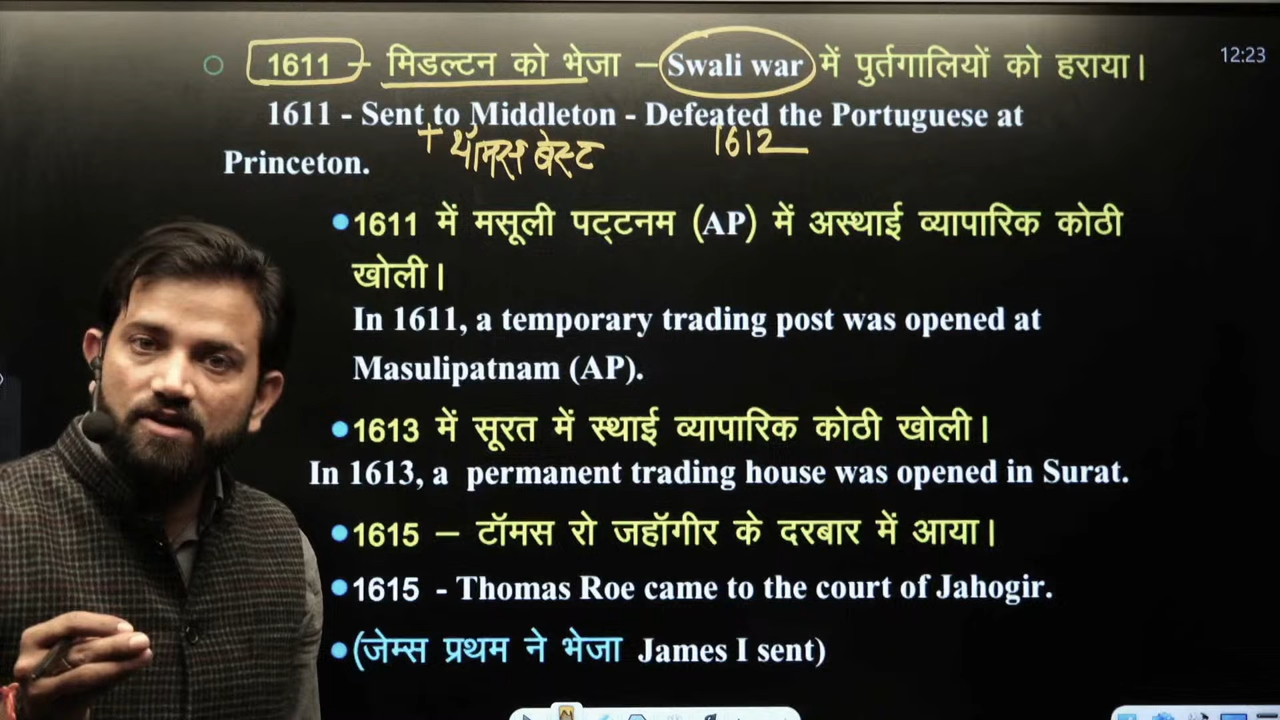 1611 – मिडल्टन को भेजा – Swali war में पुर्तगालियों को हराया।
12:23
1611 - Sent to Middleton - Defeated the Portuguese at
+ थॉमस बेस्ट 1612
Princeton.
1611 में मसूली पट्टनम (AP) में अस्थाई व्यापारिक कोठी
खोली।
In 1611, a temporary trading post was opened at
Masulipatnam (AP).
1613 में सूरत में स्थाई व्यापारिक कोठी खोली।
In 1613, a permanent trading house was opened in Surat.
1615 – टॉमस रो जहॉगीर के दरबार में आया।
1615 - Thomas Roe came to the court of Jahogir.
(जेम्स प्रथम ने भेजा James I sent)